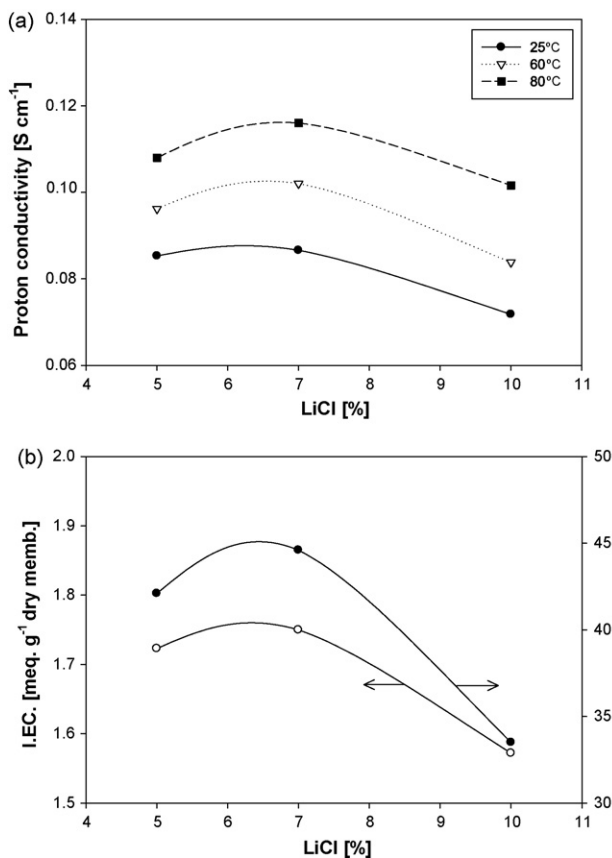 (a)
0.14
0.12
0.10
0.08
0.06
Proton conductivity [S cm⁻¹]
25°C
60°C
80°C
4 5 6 7 8 9 10 11
LiCl [%]
(b)
2.0
1.9
1.8
1.7
1.6
1.5
I.EC. [meq. g⁻¹ dry memb.]
50
45
40
35
30
4 5 6 7 8 9 10 11
LiCl [%]